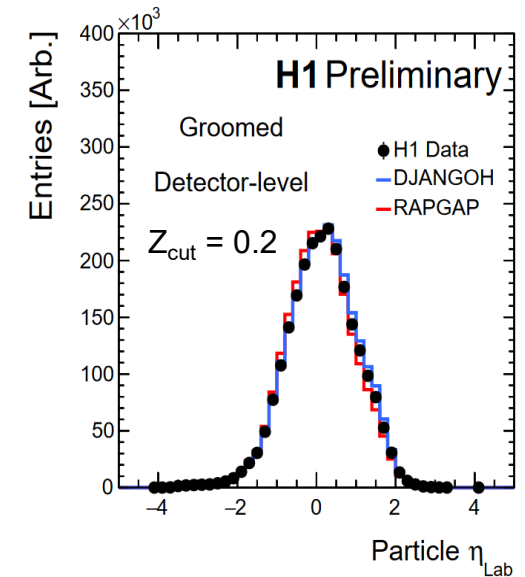 ×10³
400
350
300
250
200
150
100
50
0
Entries [Arb.]
H1 Preliminary
Groomed
Detector-level
Z_cut = 0.2
H1 Data
DJANGOH
RAPGAP
−4 −2 0 2 4
Particle η_Lab